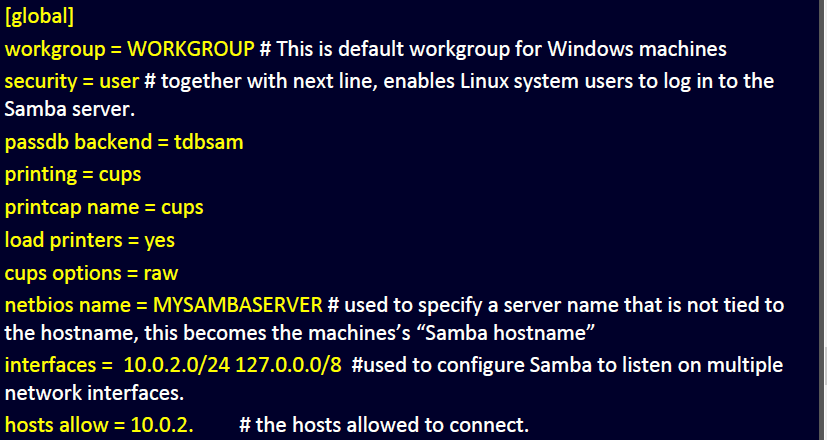 [global]
workgroup = WORKGROUP # This is default workgroup for Windows machines
security = user # together with next line, enables Linux system users to log in to the
Samba server.
passdb backend = tdbsam
printing = cups
printcap name = cups
load printers = yes
cups options = raw
netbios name = MYSAMBASERVER # used to specify a server name that is not tied to
the hostname, this becomes the machines’s “Samba hostname”
interfaces =  10.0.2.0/24 127.0.0.0/8  #used to configure Samba to listen on multiple
network interfaces.
hosts allow = 10.0.2.        # the hosts allowed to connect.